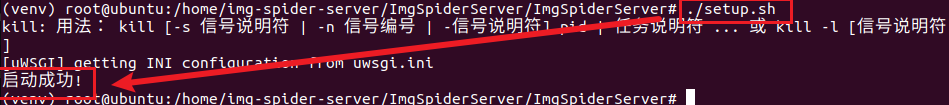 (venv) root@ubuntu:/home/img-spider-server/ImgSpiderServer/ImgSpiderServer# ./setup.sh
kill: 用法： kill [-s 信号说明符 | -n 信号编号 | -信号说明符] pid | 任务说明符 ... 或 kill -l [信号说明符
]
[uWSGI] getting INI configuration from uwsgi.ini
启动成功!
(venv) root@ubuntu:/home/img-spider-server/ImgSpiderServer/ImgSpiderServer#